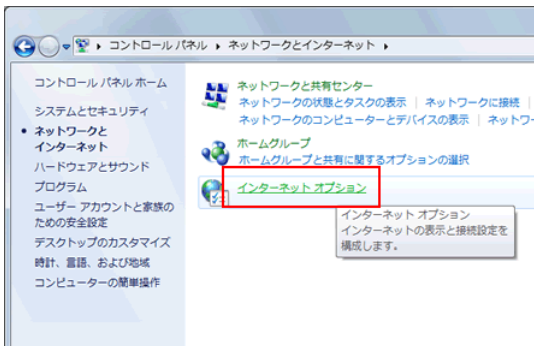 コントロール パネル ▸ ネットワークとインターネット ▸
コントロール パネル ホーム
システムとセキュリティ
ネットワークと
インターネット
ハードウェアとサウンド
プログラム
ユーザー アカウントと家族の
ための安全設定
デスクトップのカスタマイズ
時計、言語、および地域
コンピューターの簡単操作
ネットワークと共有センター
ネットワークの状態とタスクの表示 | ネットワークに接続 |
ネットワークのコンピューターとデバイスの表示 | ネットワー
ホームグループ
ホームグループと共有に関するオプションの選択
インターネット オプション
インターネット オプション
インターネットの表示と接続設定を
構成します。